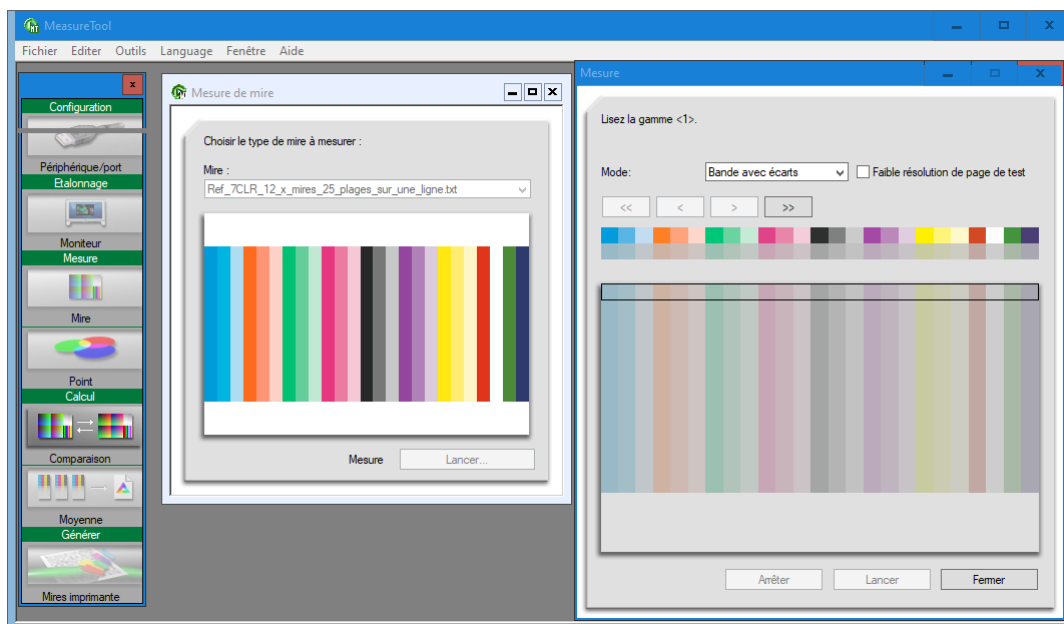 MeasureTool
Fichier Editer Outils Language Fenêtre Aide
Configuration
Périphérique/port
Etalonnage
Moniteur
Mesure
Mire
Point
Calcul
Comparaison
Moyenne
Générer
Mires imprimante
Mesure de mire
Choisir le type de mire à mesurer :
Mire :
Ref_7CLR_12_x_mires_25_plages_sur_une_ligne.txt
Mesure Lancer...
Mesure
Lisez la gamme <1>.
Mode: Bande avec écarts Faible résolution de page de test
<< < > >>
Arrêter Lancer Fermer